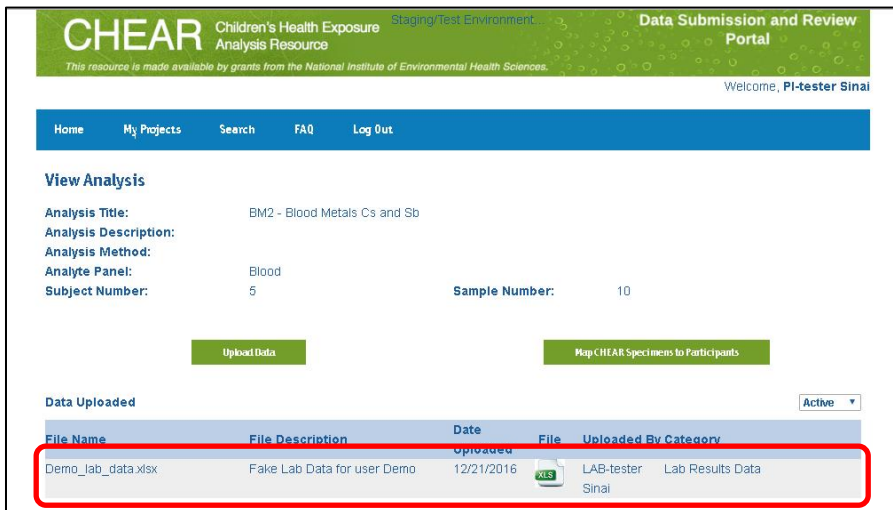 CHEAR Children's Health Exposure Analysis Resource
Staging/Test Environment...
Data Submission and Review Portal
This resource is made available by grants from the National Institute of Environmental Health Sciences.
Welcome, PI-tester Sinai
Home My Projects Search FAQ Log Out
View Analysis
Analysis Title: BM2 - Blood Metals Cs and Sb
Analysis Description:
Analysis Method:
Analyte Panel: Blood
Subject Number: 5 Sample Number: 10
Upload Data Map CHEAR Specimens to Participants
Data Uploaded Active
File Name File Description Date Uploaded File Uploaded By Category
Demo_lab_data.xlsx Fake Lab Data for user Demo 12/21/2016 XLS LAB-tester Sinai Lab Results Data